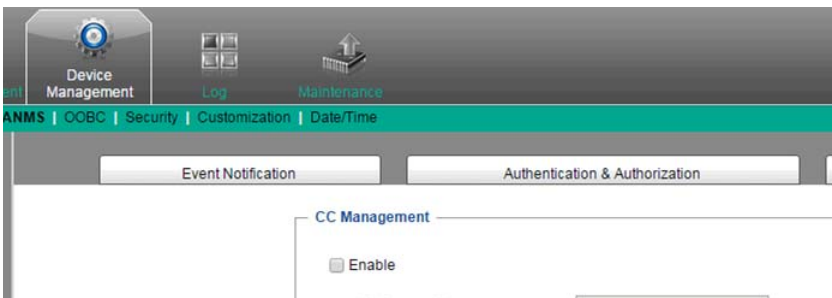 Device
Management
Log
Maintenance
ANMS | OOBC | Security | Customization | Date/Time
Event Notification
Authentication & Authorization
CC Management
Enable